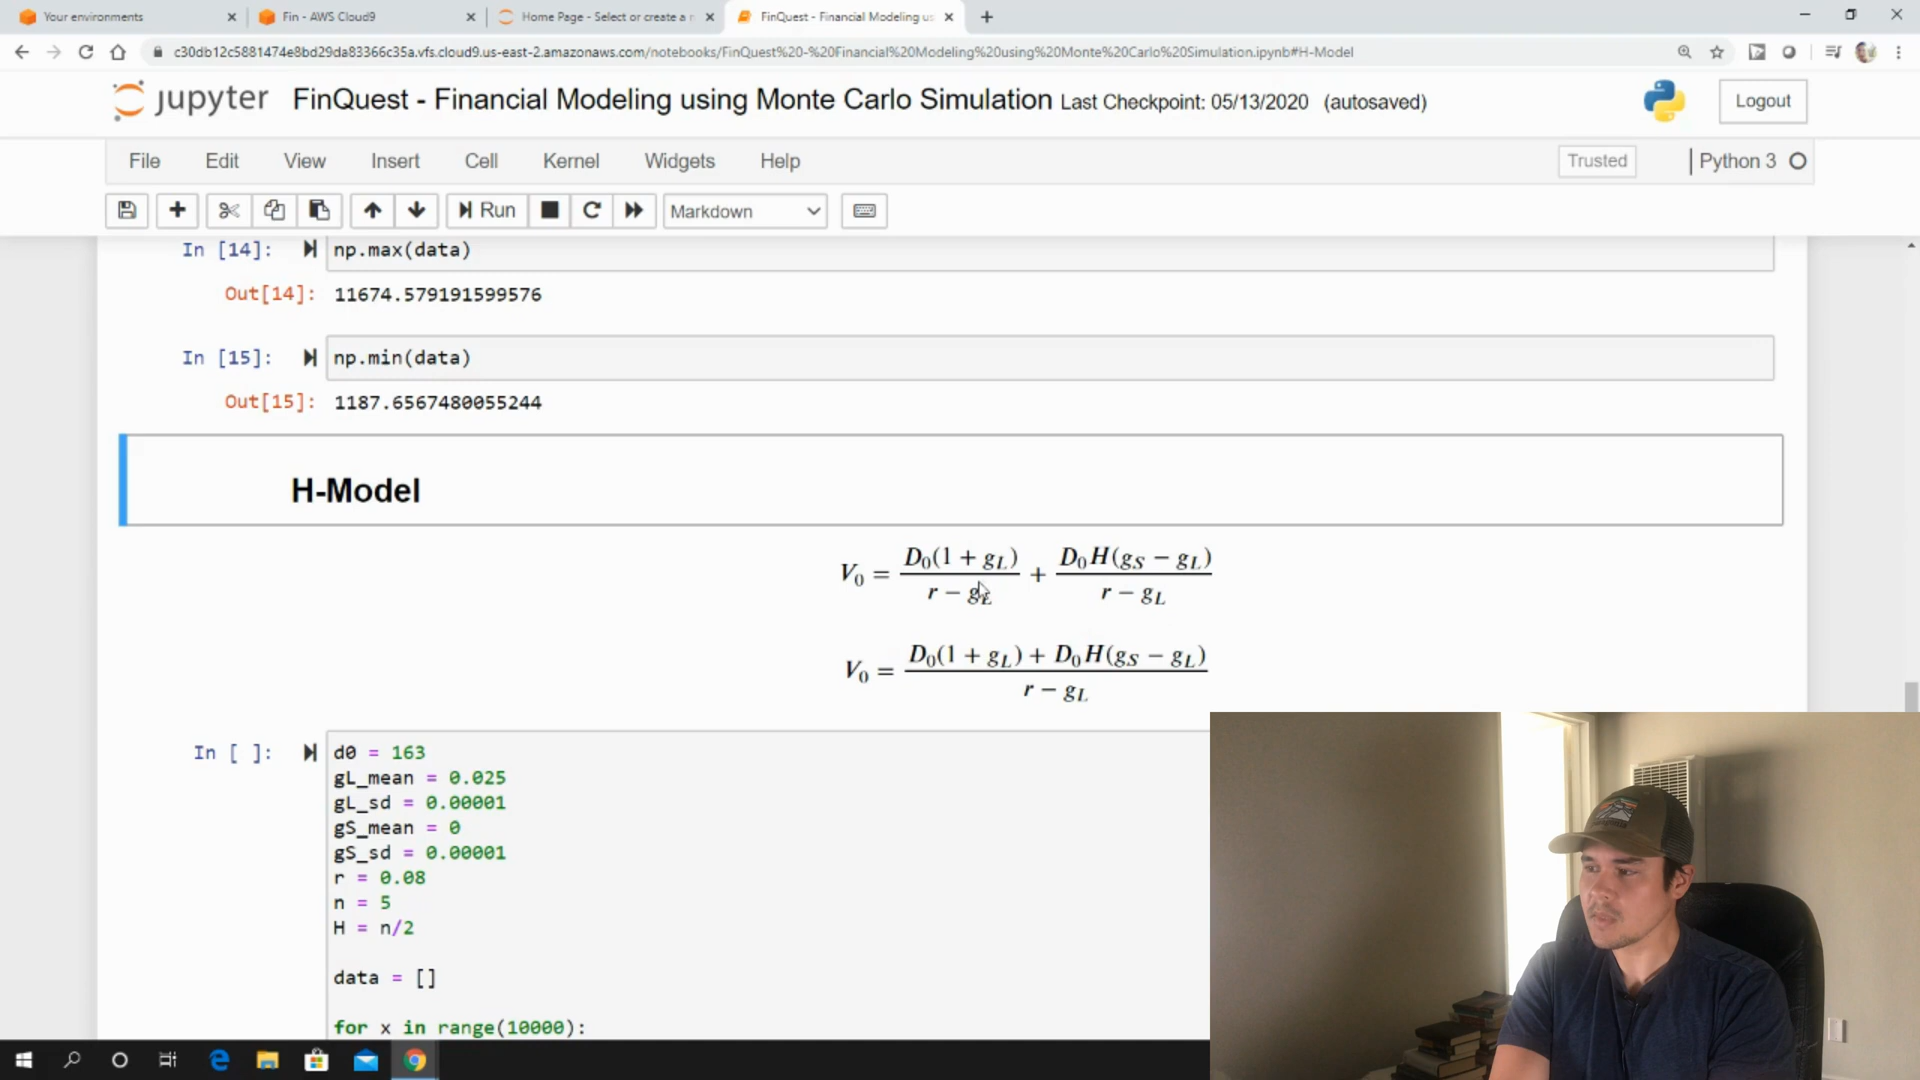 Your environments
Fin - AWS Cloud9
Home Page - Select or create a n
FinQuest - Financial Modeling us
c30db12c5881474e8bd29da83366c35a.vfs.cloud9.us-east-2.amazonaws.com/notebooks/FinQuest%20-%20Financial%20Modeling%20using%20Monte%20Carlo%20Simulation.ipynb#H-Model
jupyter FinQuest - Financial Modeling using Monte Carlo Simulation Last Checkpoint: 05/13/2020 (autosaved)
Logout
File Edit View Insert Cell Kernel Widgets Help
Trusted
Python 3
Run
Markdown
In [14]: np.max(data)
Out[14]: 11674.579191599576
In [15]: np.min(data)
Out[15]: 1187.6567480055244
H-Model
V₀ = D₀(1 + g_L) / r − g_L + D₀H(g_S − g_L) / r − g_L
V₀ = D₀(1 + g_L) + D₀H(g_S − g_L) / r − g_L
In [ ]: d0 = 163
gL_mean = 0.025
gL_sd = 0.00001
gS_mean = 0
gS_sd = 0.00001
r = 0.08
n = 5
H = n/2
data = []
for x in range(10000):